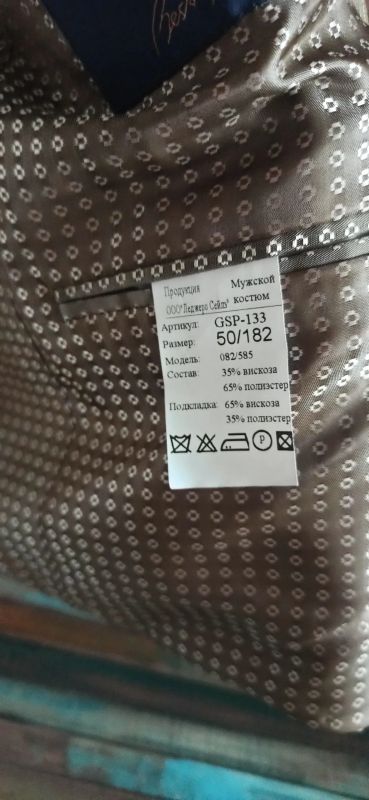 Продукция
Мужской
костюм
ООО"Леджеро Сейлз"
Артикул: GSP-133
Размер: 50/182
Модель: 082/585
Состав: 35% вискоза
65% полиэстер
Подкладка: 65% вискоза
35% полиэстер
P